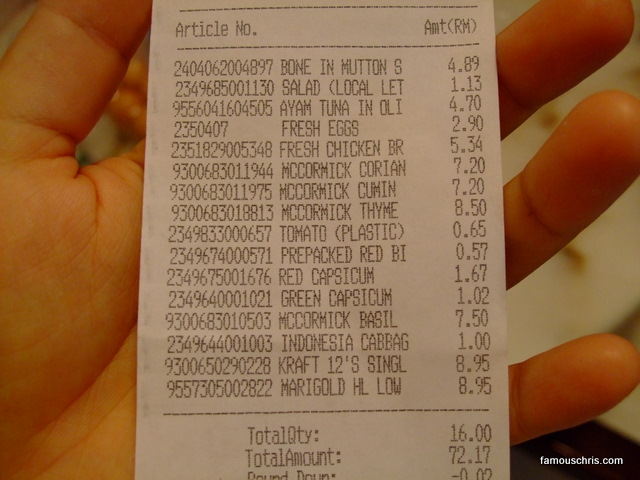 Article No. Amt(RM)
2404062004897 BONE IN MUTTON S 4.89
2349685001130 SALAD (LOCAL LET 1.13
9556041604505 AYAM TUNA IN OLI 4.70
2350407 FRESH EGGS 2.90
2351829005348 FRESH CHICKEN BR 5.34
9300683011944 MCCORMICK CORIAN 7.20
9300683011975 MCCORMICK CUMIN 7.20
9300683018813 MCCORMICK THYME 8.50
2349833000657 TOMATO (PLASTIC) 0.65
2349674000571 PREPACKED RED BI 0.57
2349675001676 RED CAPSICUM 1.67
2349640001021 GREEN CAPSICUM 1.02
9300683010503 MCCORMICK BASIL 7.50
2349644001003 INDONESIA CABBAG 1.00
9300650290228 KRAFT 12'S SINGL 8.95
9557305002822 MARIGOLD HL LOW 8.95
TotalQty: 16.00
TotalAmount: 72.17
Round Down: -0.02
famouschris.com